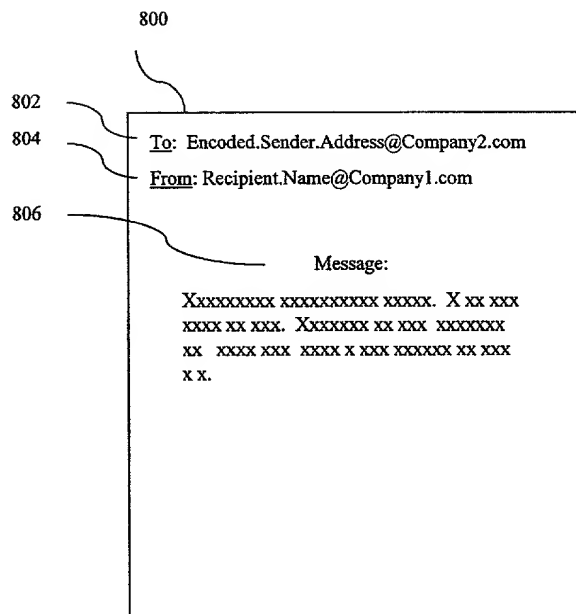 800
802
To: Encoded.Sender.Address@Company2.com
804
From: Recipient.Name@Company1.com
806
Message:
Xxxxxxxxx xxxxxxxxxx xxxxx. X xx xxx
xxxx xx xxx. Xxxxxxx xx xxx xxxxxxx
xx xxxx xxx xxxx x xxx xxxxxx xx xxx
x x.